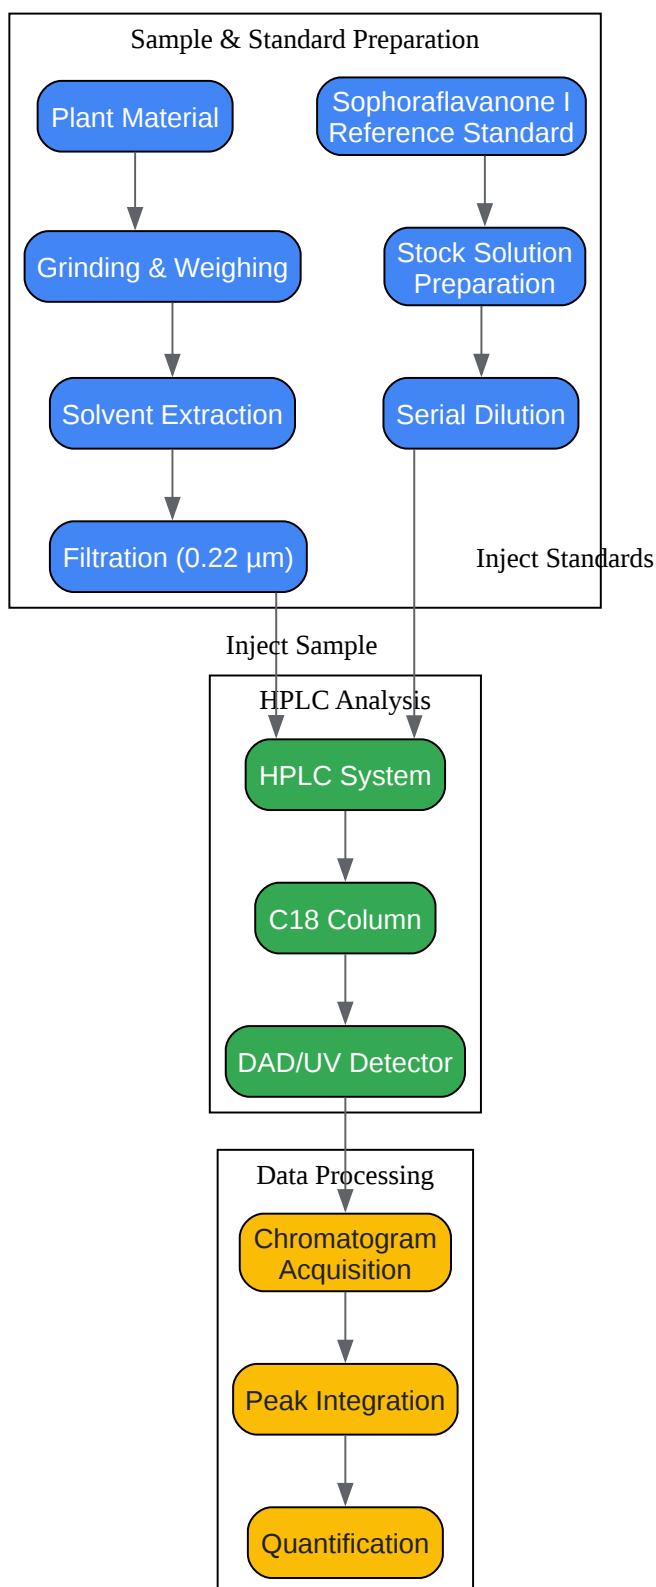 Sample & Standard Preparation
Plant Material
Sophoraflavanone I
Reference Standard
Grinding & Weighing
Stock Solution
Preparation
Solvent Extraction
Serial Dilution
Filtration (0.22 µm)
Inject Standards
Inject Sample
HPLC Analysis
HPLC System
C18 Column
DAD/UV Detector
Data Processing
Chromatogram
Acquisition
Peak Integration
Quantification